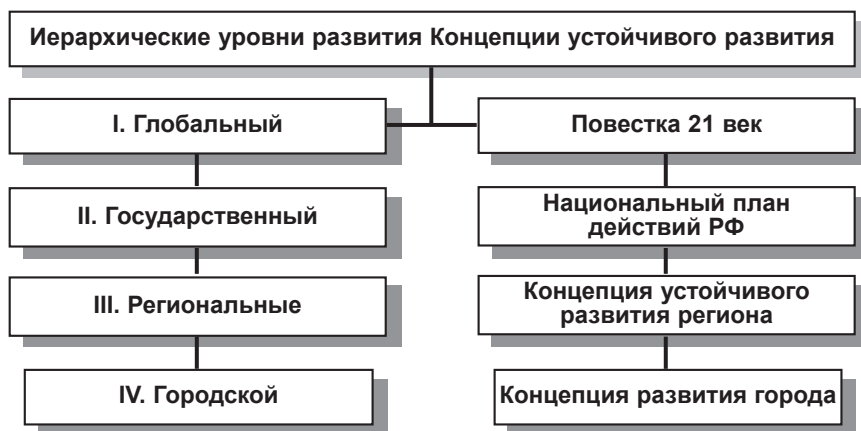 Иерархические уровни развития Концепции устойчивого развития
I. Глобальный
Повестка 21 век
II. Государственный
Национальный план
действий РФ
III. Региональные
Концепция устойчивого
развития региона
IV. Городской
Концепция развития города